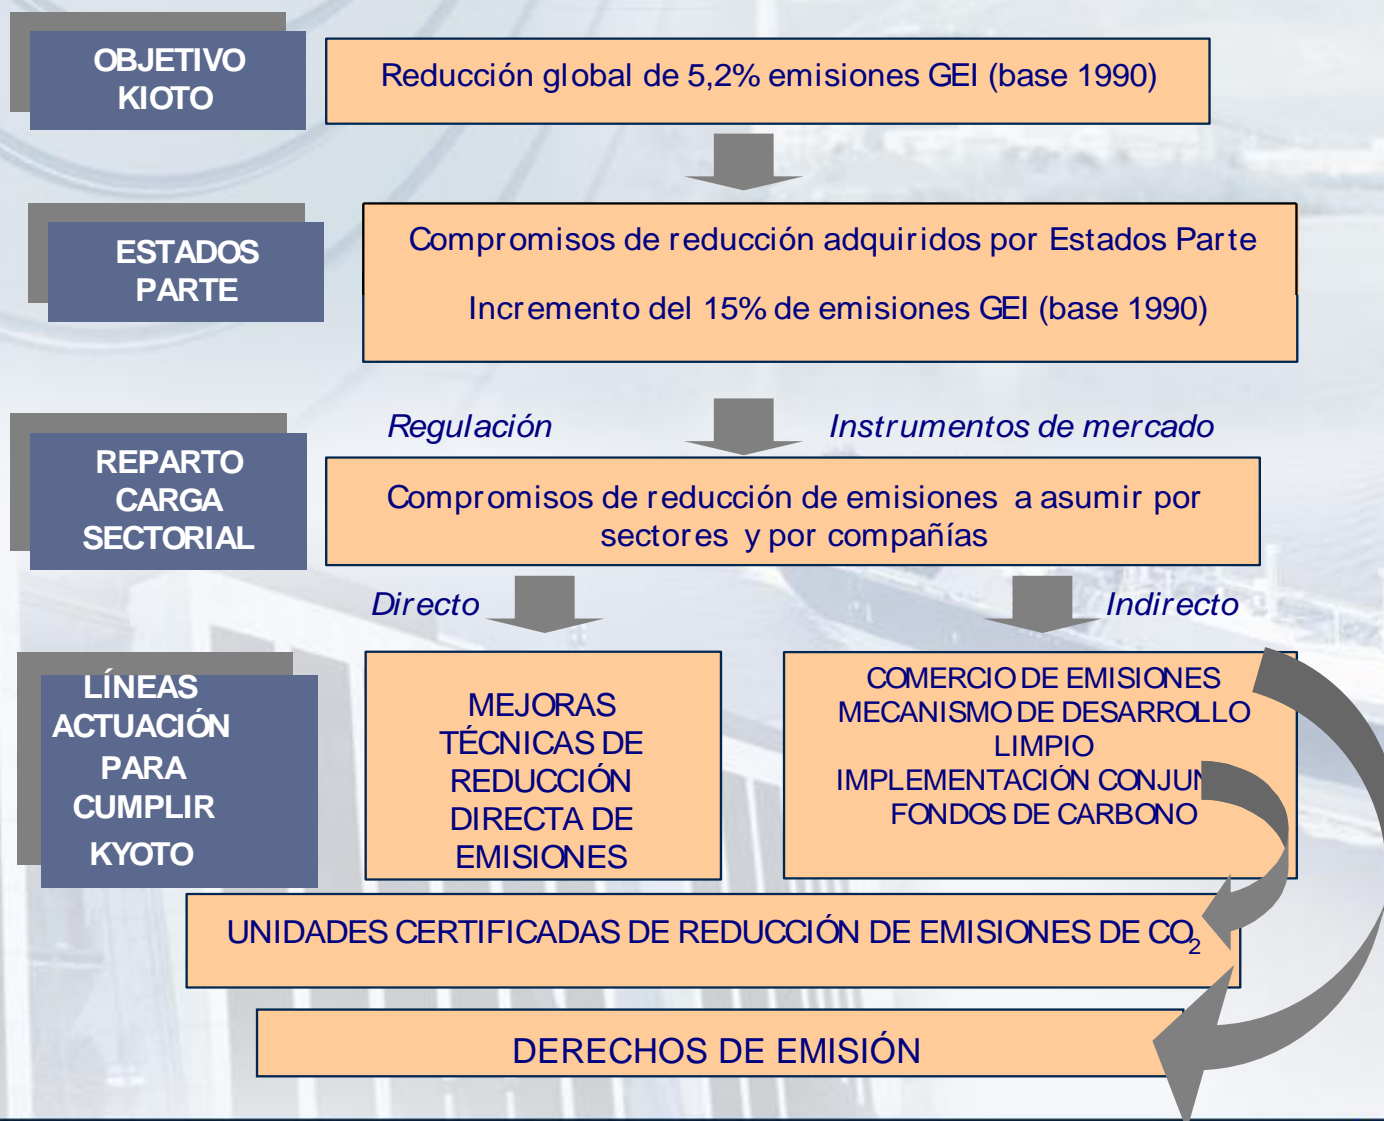 OBJETIVO
KIOTO
Reducción global de 5,2% emisiones GEI (base 1990)
ESTADOS
PARTE
Compromisos de reducción adquiridos por Estados Parte
Incremento del 15% de emisiones GEI (base 1990)
Regulación
Instrumentos de mercado
REPARTO
CARGA
SECTORIAL
Compromisos de reducción de emisiones a asumir por
sectores y por compañías
Directo
Indirecto
LÍNEAS
ACTUACIÓN
PARA
CUMPLIR
KYOTO
MEJORAS
TÉCNICAS DE
REDUCCIÓN
DIRECTA DE
EMISIONES
COMERCIO DE EMISIONES
MECANISMO DE DESARROLLO
LIMPIO
IMPLEMENTACIÓN
FONDOS DE CARBONO
UNIDADES CERTIFICADAS DE REDUCCIÓN DE EMISIONES DE CO₂
DERECHOS DE EMISIÓN